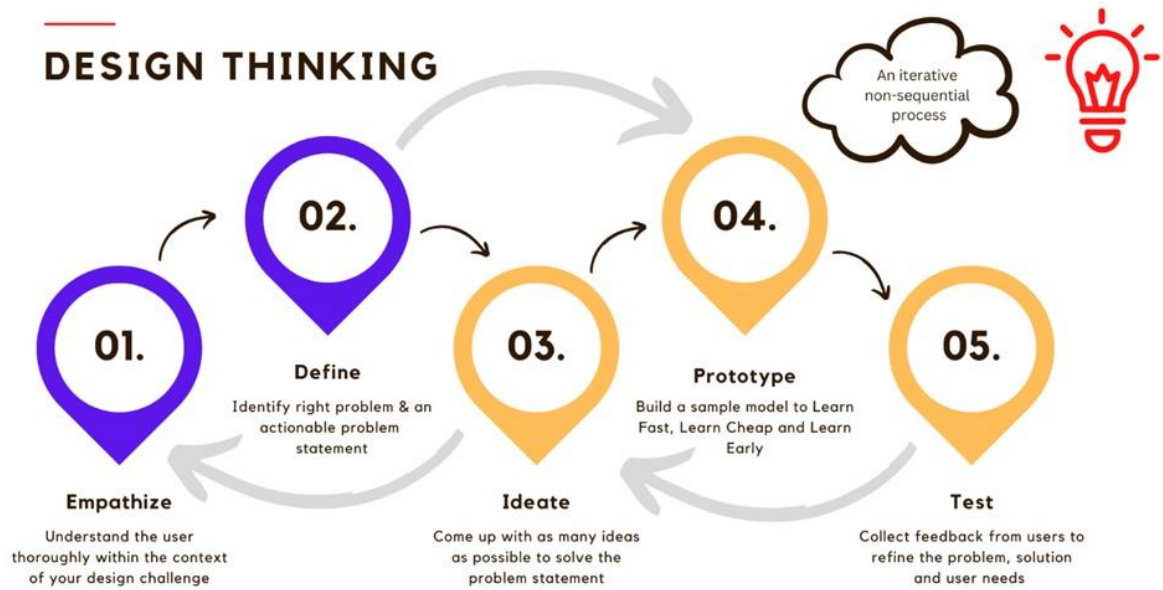 DESIGN THINKING
An iterative
non-sequential
process
01.
Empathize
Understand the user
thoroughly within the context
of your design challenge
02.
Define
Identify right problem & an
actionable problem
statement
03.
Ideate
Come up with as many ideas
as possible to solve the
problem statement
04.
Prototype
Build a sample model to Learn
Fast, Learn Cheap and Learn
Early
05.
Test
Collect feedback from users to
refine the problem, solution
and user needs